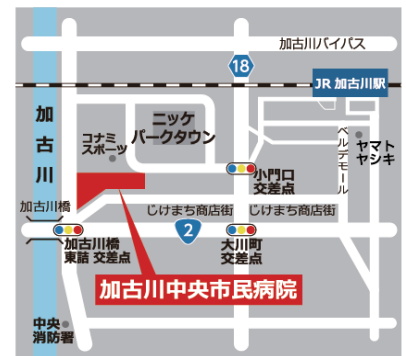 加古川バイパス
18
JR 加古川駅
加古川
ニッケ
パークタウン
コナミ
スポーツ
ベルデモール
ヤマト
ヤシキ
小門口
交差点
加古川橋
じけまち商店街
じけまち商店街
2
加古川橋
東詰 交差点
大川町
交差点
加古川中央市民病院
中央
消防署